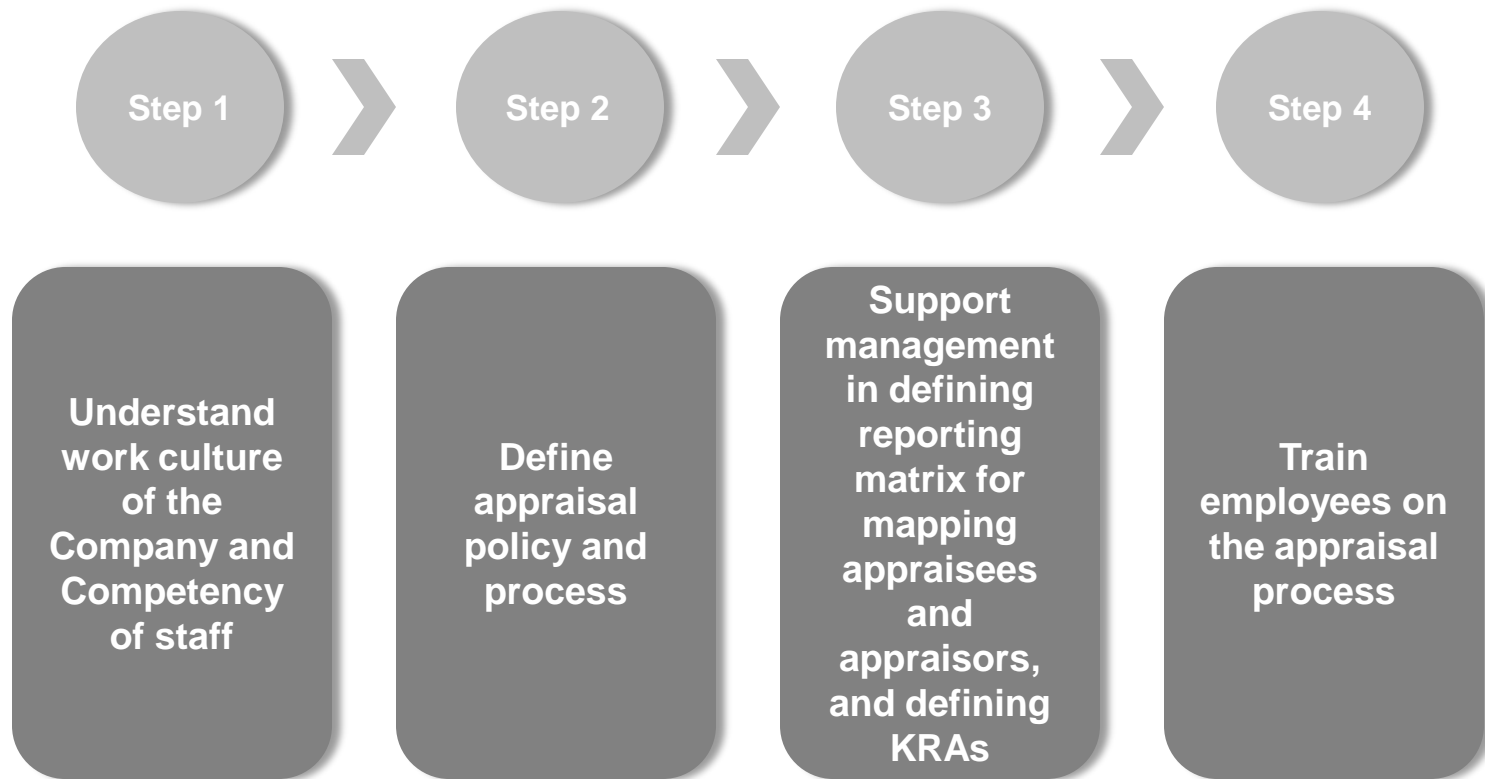 Step 1
Step 2
Step 3
Step 4
Understand
work culture
of the
Company and
Competency
of staff
Define
appraisal
policy and
process
Support
management
in defining
reporting
matrix for
mapping
appraisees
and
appraisors,
and defining
KRAs
Train
employees on
the appraisal
process